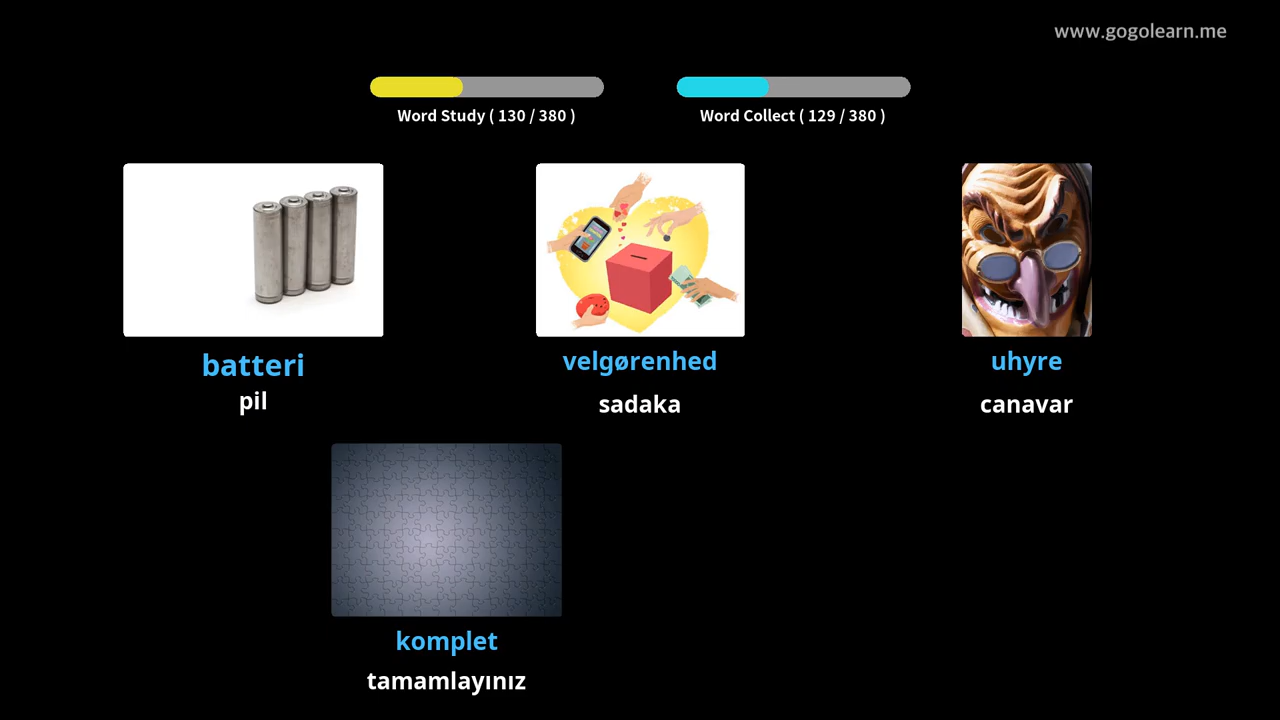 www.gogolearn.me
Word Study ( 130 / 380 )
Word Collect ( 129 / 380 )
batteri
pil
velgørenhed
sadaka
uhyre
canavar
komplet
tamamlayınız